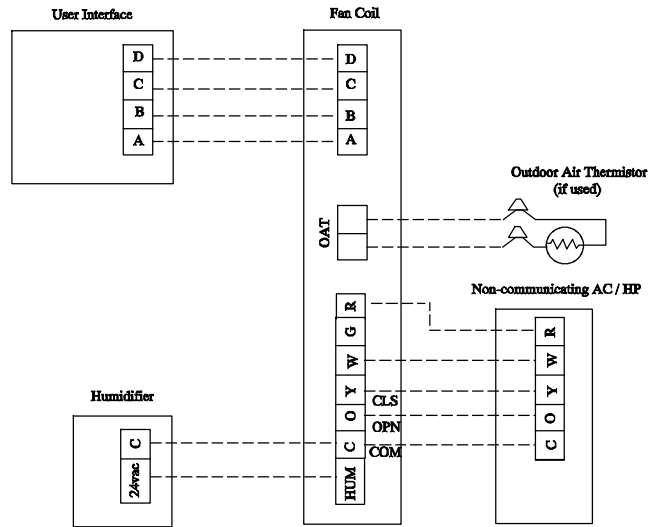 User Interface
Fan Coil
D
C
B
A
D
C
B
A
Outdoor Air Thermistor
(if used)
OAT
Non-communicating AC / HP
R
G
W
Y
O
C
HUM
CLS
OPN
COM
R
W
Y
O
C
Humidifier
C
24vac